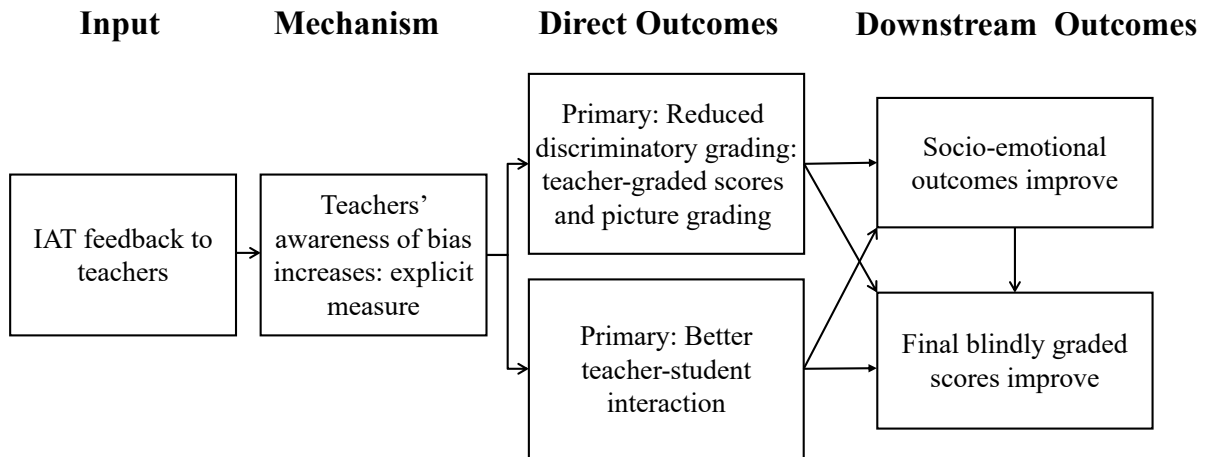 Input
Mechanism
Direct Outcomes
Downstream Outcomes
IAT feedback to
teachers
Teachers’
awareness of bias
increases: explicit
measure
Primary: Reduced
discriminatory grading:
teacher-graded scores
and picture grading
Primary: Better
teacher-student
interaction
Socio-emotional
outcomes improve
Final blindly graded
scores improve